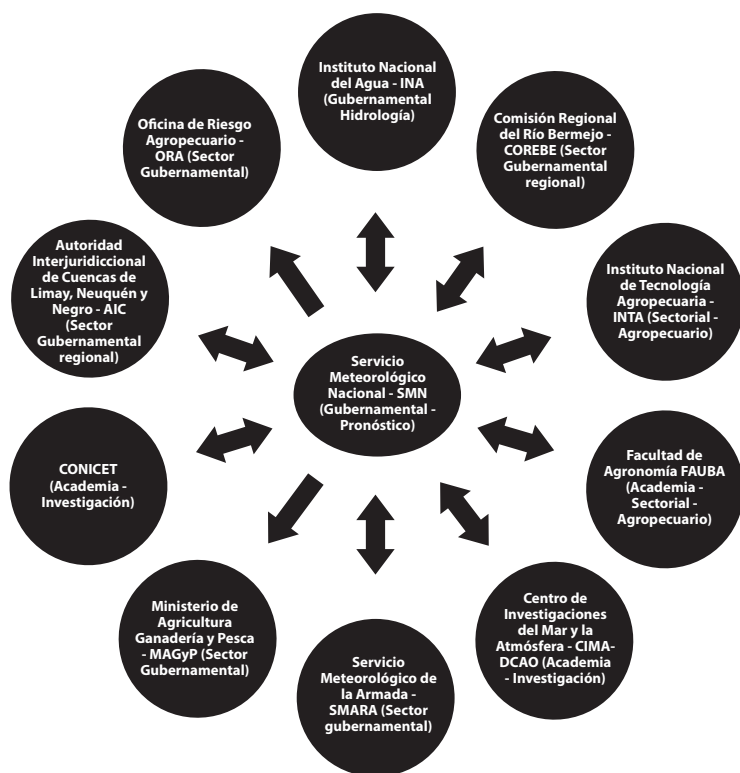 Instituto Nacional
del Agua - INA
(Gubernamental
Hidrología)
Comisión Regional
del Río Bermejo -
COREBE (Sector
Gubernamental
regional)
Instituto Nacional
de Tecnología
Agropecuaria -
INTA (Sectorial -
Agropecuario)
Facultad de
Agronomía FAUBA
(Academia -
Sectorial -
Agropecuario)
Centro de
Investigaciones
del Mar y la
Atmósfera - CIMA-
DCAO (Academia
- Investigación)
Servicio
Meteorológico de
la Armada -
SMARA (Sector
gubernamental)
Ministerio de
Agricultura
Ganadería y Pesca
- MAGyP (Sector
Gubernamental)
CONICET
(Academia -
Investigación)
Autoridad
Interjuridiccional
de Cuencas de
Limay, Neuquén y
Negro - AIC
(Sector
Gubernamental
regional)
Oficina de Riesgo
Agropecuario -
ORA (Sector
Gubernamental)
Servicio
Meteorológico
Nacional - SMN
(Gubernamental -
Pronóstico)